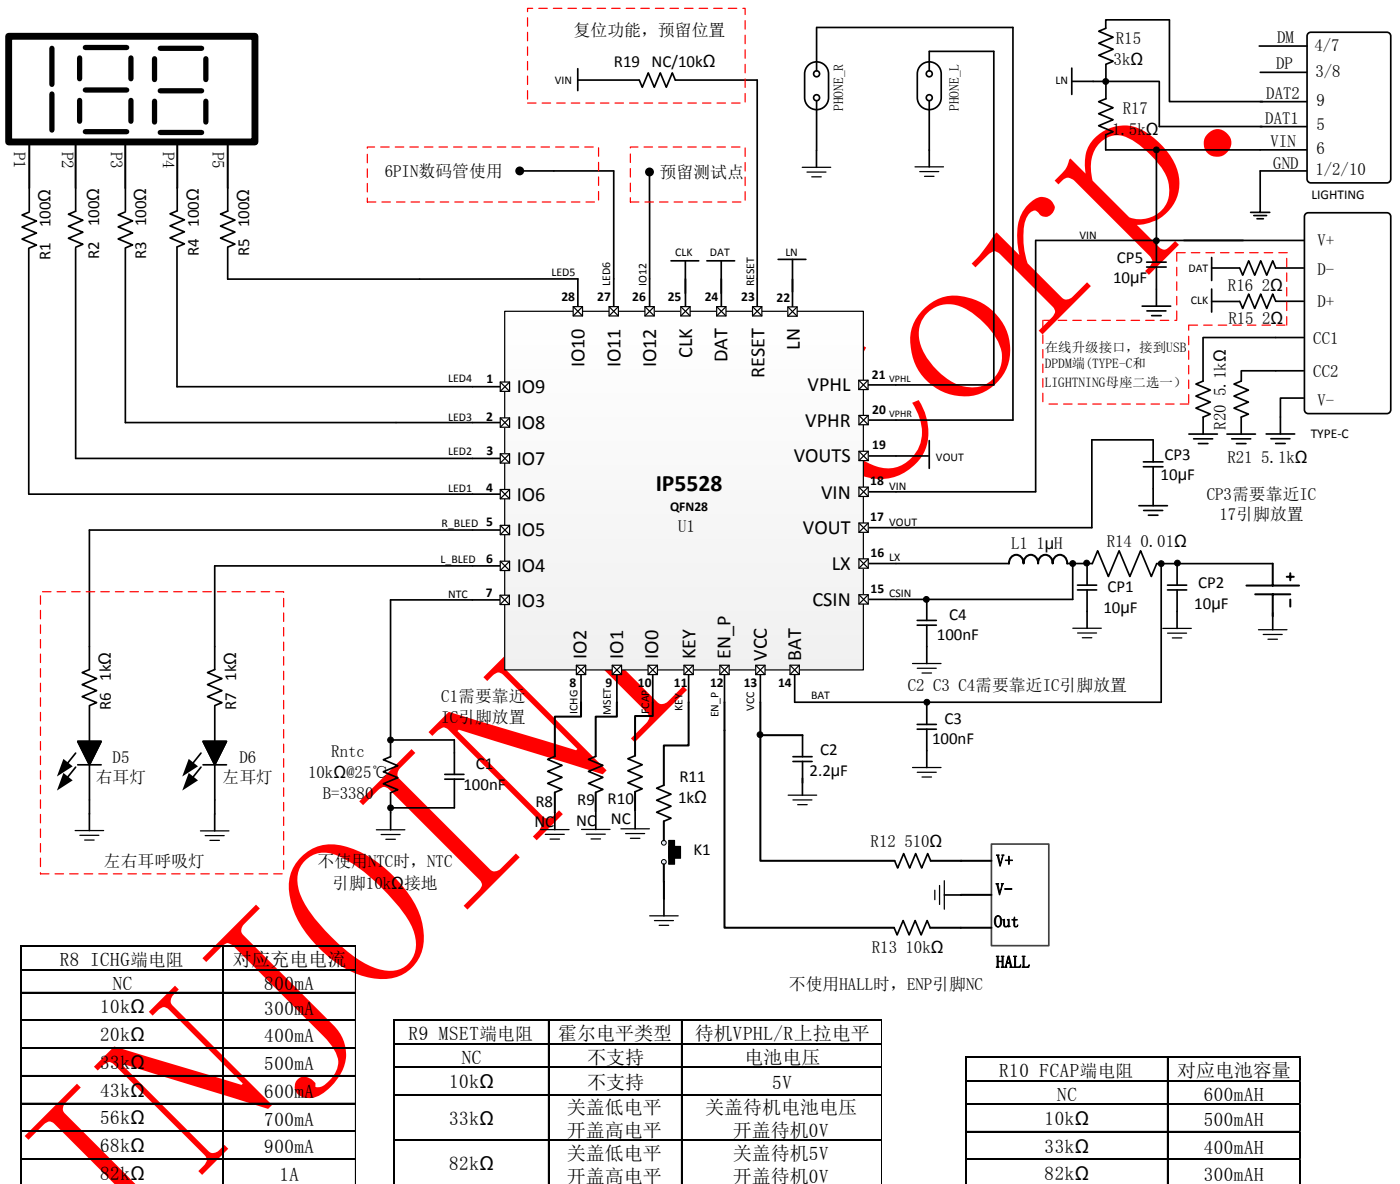 复位功能，预留位置
R19 NC/10kΩ
VIN
PHONE_R
PHONE_L
R15
3kΩ
LN
R17
1.5kΩ
DM 4/7
DP 3/8
DAT2 9
DAT1 5
VIN 6
GND 1/2/10
LIGHTING
P1
P2
P3
P4
P5
R1 100Ω
R2 100Ω
R3 100Ω
R4 100Ω
R5 100Ω
6PIN数码管使用
预留测试点
LED5
LED6
IO12
CLK
DAT
RESET
LN
28
27
26
25
24
23
22
IO10
IO11
IO12
CLK
DAT
RESET
LN
VIN
CP5
10μF
DAT
R16 2Ω
CLK
R15 2Ω
在线升级接口，接到USB
DPDM端(TYPE-C和
LIGHTNING母座二选一)
V+
D-
D+
CC1
CC2
V-
TYPE-C
R20 5.1kΩ
R21 5.1kΩ
LED4 1 IO9
LED3 2 IO8
LED2 3 IO7
LED1 4 IO6
R_BLED 5 IO5
L_BLED 6 IO4
NTC 7 IO3
IP5528
QFN28
U1
VPHL 21 VPHL
VPHR 20 VPHR
VOUTS 19 VOUT
VIN 18 VIN
VOUT 17 VOUT
LX 16 LX
CSIN 15 CSIN
CP3
10μF
CP3需要靠近IC
17引脚放置
L1 1μH
R14 0.01Ω
CP1
10μF
CP2
10μF
+
-
C4
100nF
C2 C3 C4需要靠近IC引脚放置
IO2
IO1
IO0
KEY
EN_P
VCC
BAT
8
9
10
11
12
13
14
ICHG
MSET
FCAP
KEY
EN_P
VCC
BAT
C3
100nF
C2
2.2μF
R6 1kΩ
R7 1kΩ
D5
右耳灯
D6
左耳灯
左右耳呼吸灯
C1需要靠近
IC引脚放置
Rntc
10kΩ@25℃
B=3380
C1
100nF
不使用NTC时，NTC
引脚10kΩ接地
R8
NC
R9
NC
R10
NC
R11
1kΩ
K1
R12 510Ω
R13 10kΩ
V+
V-
Out
HALL
不使用HALL时，ENP引脚NC
R8 ICHG端电阻 对应充电电流
NC 800mA
10kΩ 300mA
20kΩ 400mA
33kΩ 500mA
43kΩ 600mA
56kΩ 700mA
68kΩ 900mA
82kΩ 1A
R9 MSET端电阻 霍尔电平类型 待机VPHL/R上拉电平
NC 不支持 电池电压
10kΩ 不支持 5V
33kΩ 关盖低电平 关盖待机电池电压
开盖高电平 开盖待机0V
82kΩ 关盖低电平 关盖待机5V
开盖高电平 开盖待机0V
R10 FCAP端电阻 对应电池容量
NC 600mAH
10kΩ 500mAH
33kΩ 400mAH
82kΩ 300mAH
INJOINIC Corp.